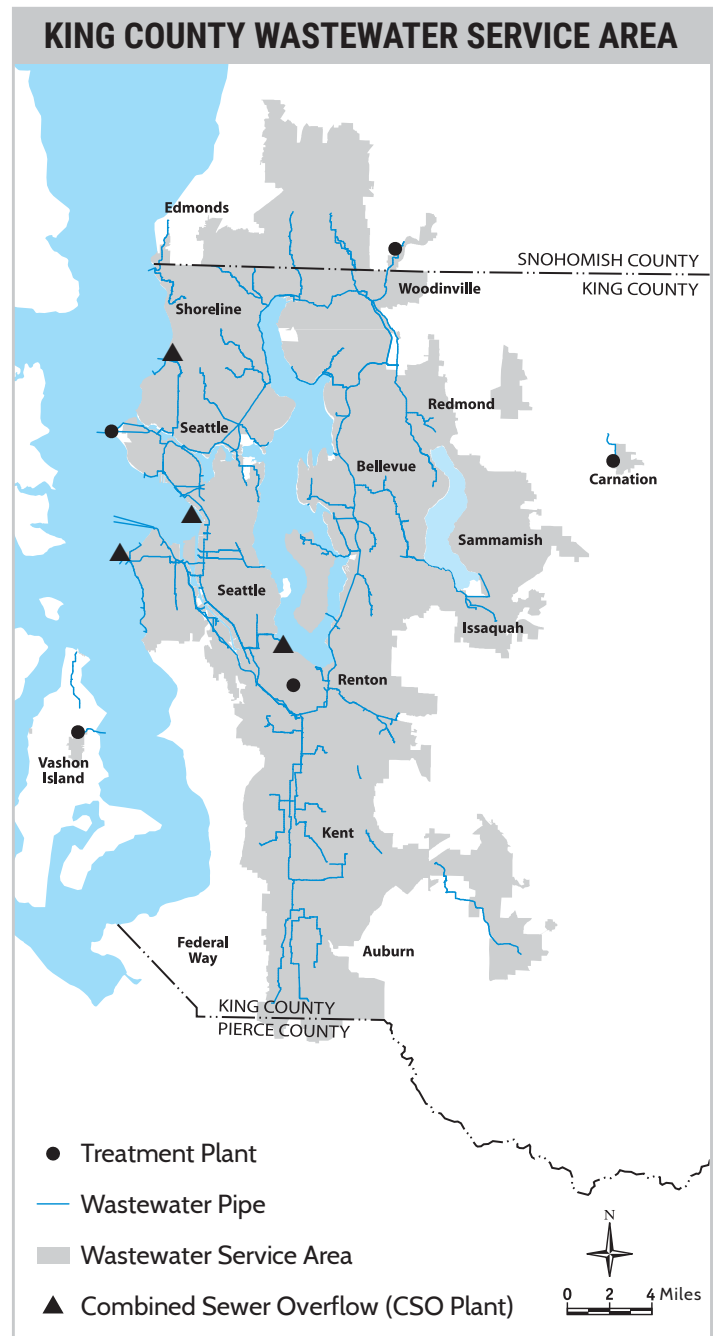 KING COUNTY WASTEWATER SERVICE AREA
Edmonds
SNOHOMISH COUNTY
Woodinville
KING COUNTY
Shoreline
Redmond
Seattle
Bellevue
Carnation
Sammamish
Seattle
Issaquah
Renton
Vashon
Island
Kent
Federal
Way
Auburn
KING COUNTY
PIERCE COUNTY
Treatment Plant
Wastewater Pipe
Wastewater Service Area
Combined Sewer Overflow (CSO Plant)
N
0 2 4 Miles